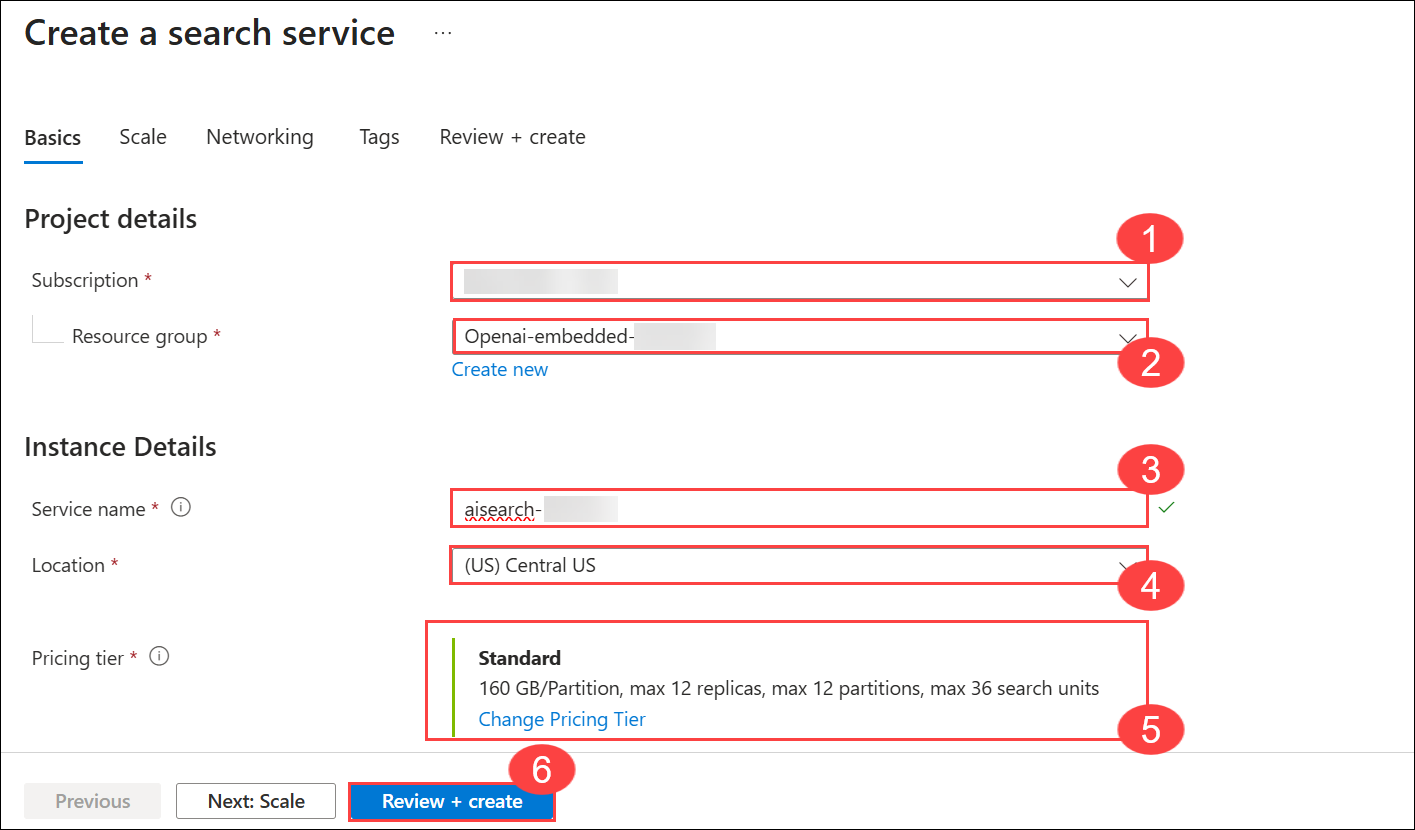 Create a search service ...
Basics Scale Networking Tags Review + create
Project details
1
Subscription *
Resource group * Openai-embedded-
2
Create new
Instance Details
3
Service name * aisearch-
Location * (US) Central US
4
Standard
Pricing tier * 160 GB/Partition, max 12 replicas, max 12 partitions, max 36 search units
Change Pricing Tier
5
6
Previous Next: Scale Review + create